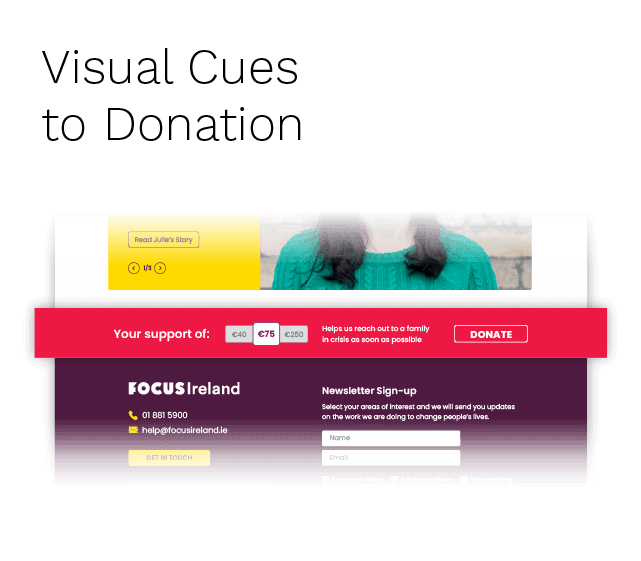 Visual Cues
to Donation
Read Julie's Story
1/3
Your support of:
€40 €75 €250
Helps us reach out to a family
in crisis as soon as possible
DONATE
FOCUS Ireland
01 881 5900
help@focusireland.ie
GET IN TOUCH
Newsletter Sign-up
Select your areas of interest and we will send you updates
on the work we are doing to change people's lives.
Name
Email